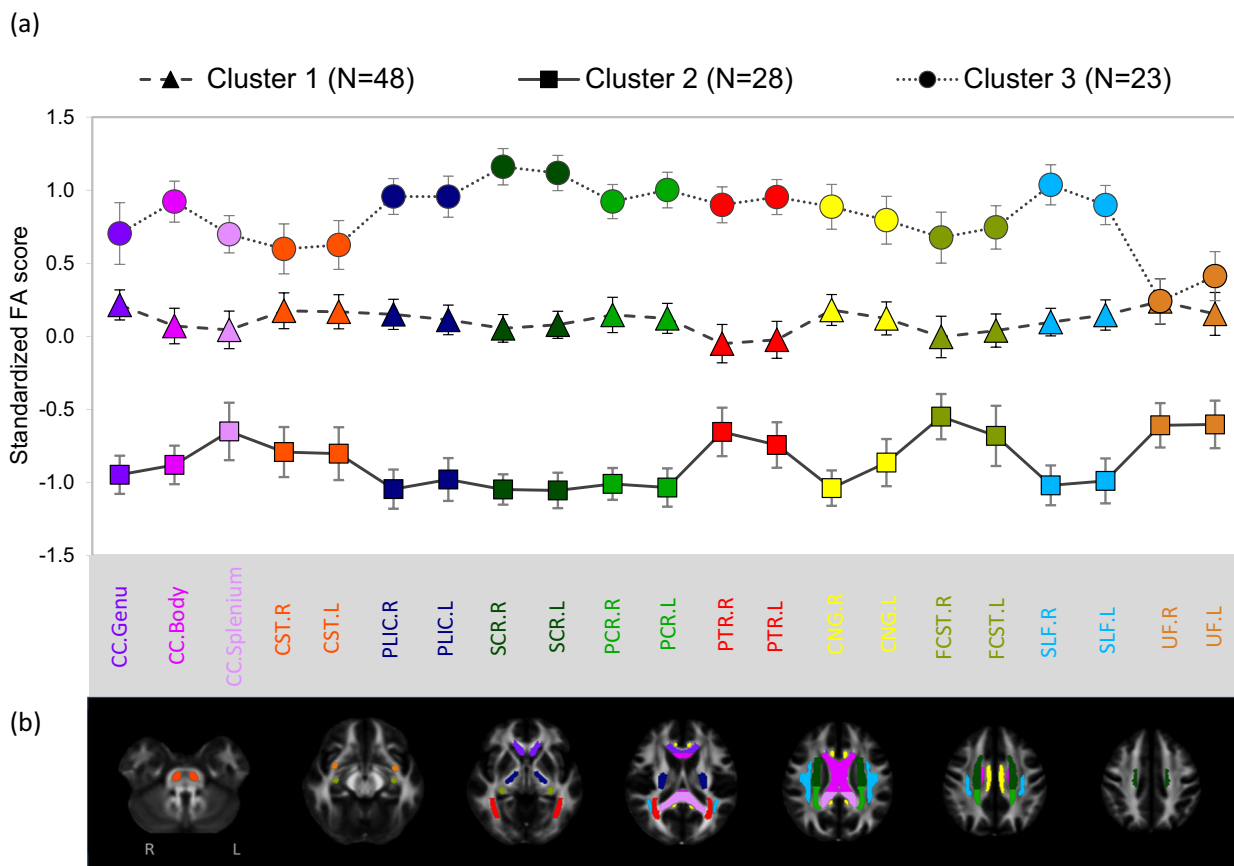 (a)
Cluster 1 (N=48) Cluster 2 (N=28) Cluster 3 (N=23)
Standardized FA score
1.5
1.0
0.5
0.0
-0.5
-1.0
-1.5
CC.Genu
CC.Body
CC.Splenium
CST.R
CST.L
PLIC.R
PLIC.L
SCR.R
SCR.L
PCR.R
PCR.L
PTR.R
PTR.L
CNG.R
CNG.L
FCST.R
FCST.L
SLF.R
SLF.L
UF.R
UF.L
(b)
R L